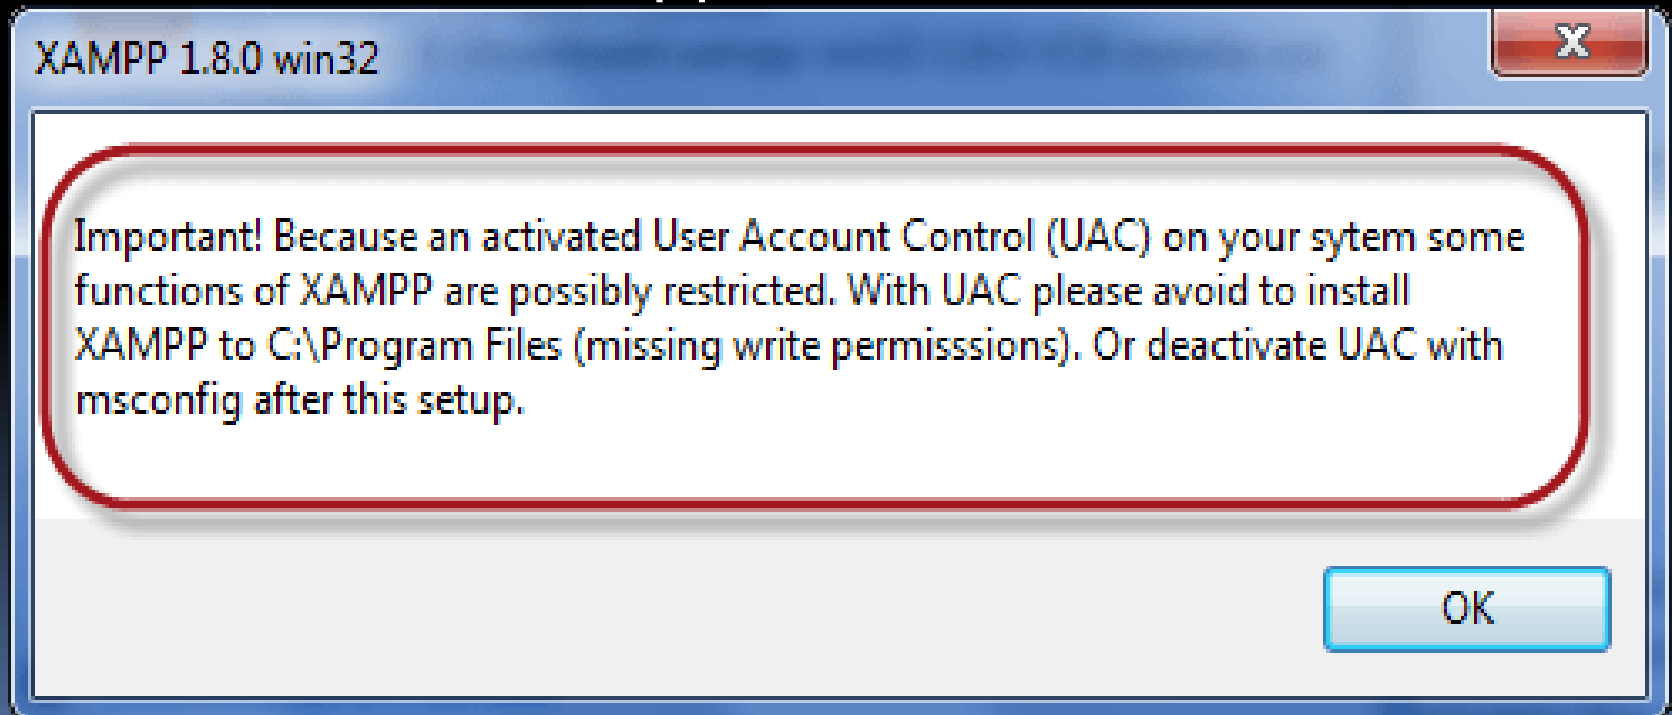 XAMPP 1.8.0 win32
Important! Because an activated User Account Control (UAC) on your sytem some
functions of XAMPP are possibly restricted. With UAC please avoid to install
XAMPP to C:\Program Files (missing write permisssions). Or deactivate UAC with
msconfig after this setup.
OK